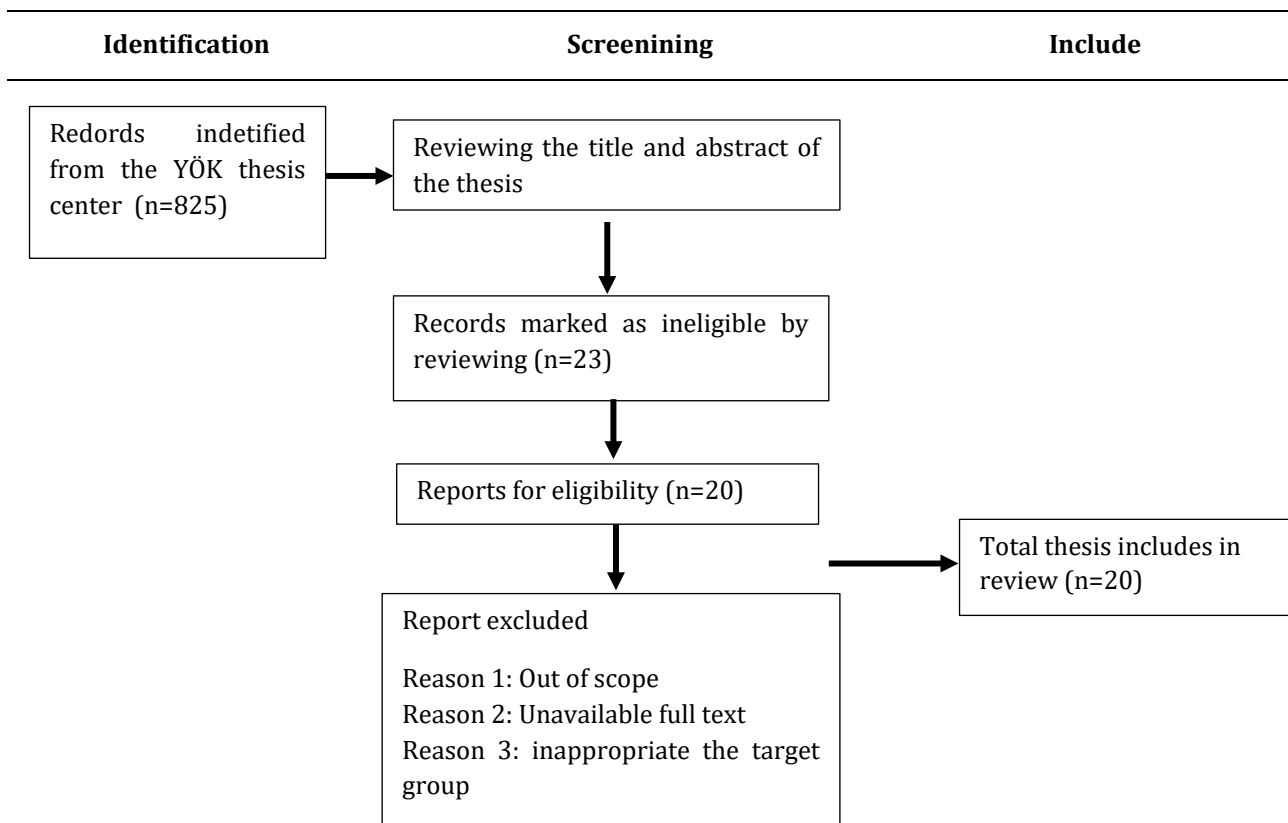 Identification
Screenining
Include
Redords indetified
from the YÖK thesis
center (n=825)
Reviewing the title and abstract of
the thesis
Records marked as ineligible by
reviewing (n=23)
Reports for eligibility (n=20)
Total thesis includes in
review (n=20)
Report excluded
Reason 1: Out of scope
Reason 2: Unavailable full text
Reason 3: inappropriate the target
group